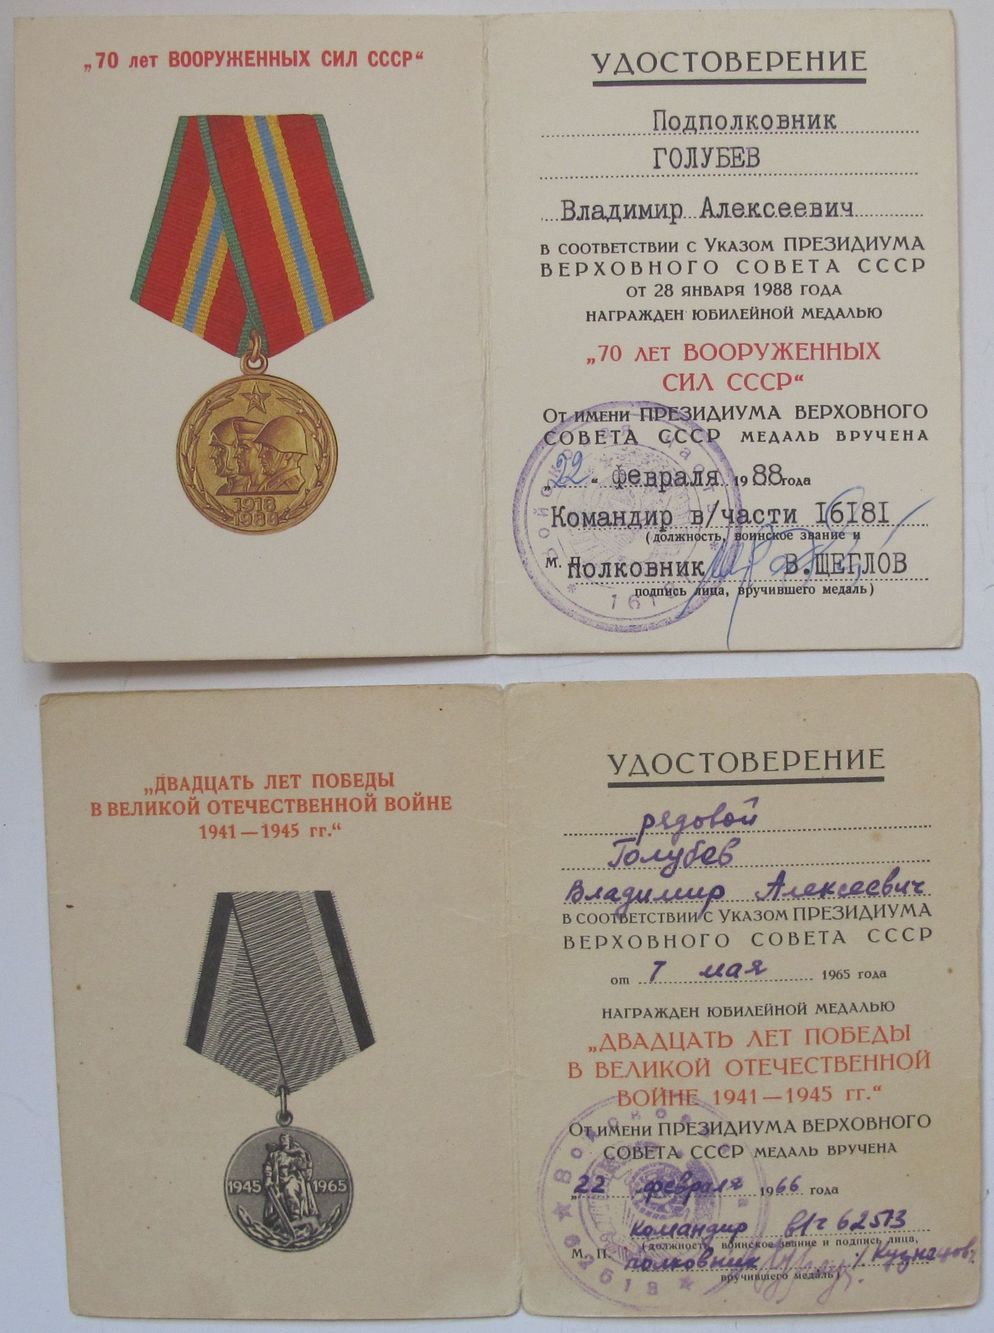 „70 лет ВООРУЖЕННЫХ СИЛ СССР“
1918
1988
УДОСТОВЕРЕНИЕ
Подполковник
ГОЛУБЕВ
Владимир Алексеевич
В СООТВЕТСТВИИ С УКАЗОМ ПРЕЗИДИУМА
ВЕРХОВНОГО СОВЕТА СССР
ОТ 28 ЯНВАРЯ 1988 ГОДА
НАГРАЖДЕН ЮБИЛЕЙНОЙ МЕДАЛЬЮ
„70 ЛЕТ ВООРУЖЕННЫХ
СИЛ СССР“
ОТ ИМЕНИ ПРЕЗИДИУМА ВЕРХОВНОГО
СОВЕТА СССР МЕДАЛЬ ВРУЧЕНА
„22“ февраля 1988 года
Командир в/части 16181
(должность, воинское звание и
М. П. полковник В.ЩЕГЛОВ
подпись лица, вручившего медаль)
„ДВАДЦАТЬ ЛЕТ ПОБЕДЫ
В ВЕЛИКОЙ ОТЕЧЕСТВЕННОЙ ВОЙНЕ
1941—1945 гг.“
1945 1965
УДОСТОВЕРЕНИЕ
рядовой
Голубев
Владимир Алексеевич
В СООТВЕТСТВИИ С УКАЗОМ ПРЕЗИДИУМА
ВЕРХОВНОГО СОВЕТА СССР
от 7 мая 1965 года
НАГРАЖДЕН ЮБИЛЕЙНОЙ МЕДАЛЬЮ
„ДВАДЦАТЬ ЛЕТ ПОБЕДЫ
В ВЕЛИКОЙ ОТЕЧЕСТВЕННОЙ
ВОЙНЕ 1941—1945 гг.“
ОТ ИМЕНИ ПРЕЗИДИУМА ВЕРХОВНОГО
СОВЕТА СССР МЕДАЛЬ ВРУЧЕНА
„22 февраля 1966 года
командир в/ч 62513
(должность, воинское звание и подпись лица,
М. П. полковник /Кузнецов
вручившего медаль)